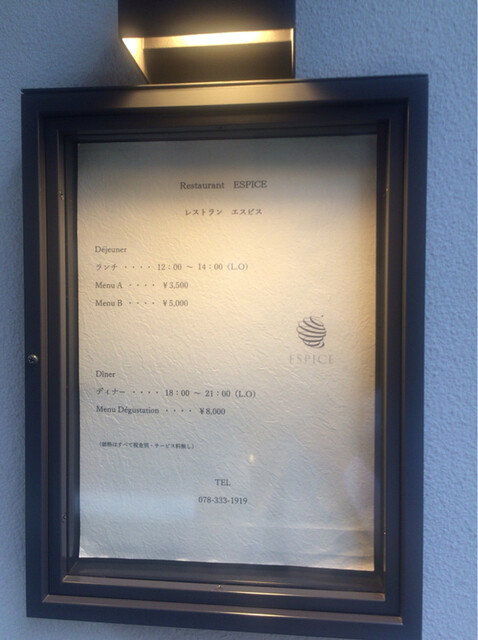 Restaurant ESPICE
レストラン エスピス
Déjeuner
ランチ ・・・・ 12：00 ～ 14：00（L.O）
Menu A ・・・・ ￥3,500
Menu B ・・・・ ￥5,000
ESPICE
Dîner
ディナー ・・・・ 18：00 ～ 21：00（L.O）
Menu Dégustation ・・・・ ￥8,000
（価格はすべて税金別・サービス料無し）
TEL
078-333-1919